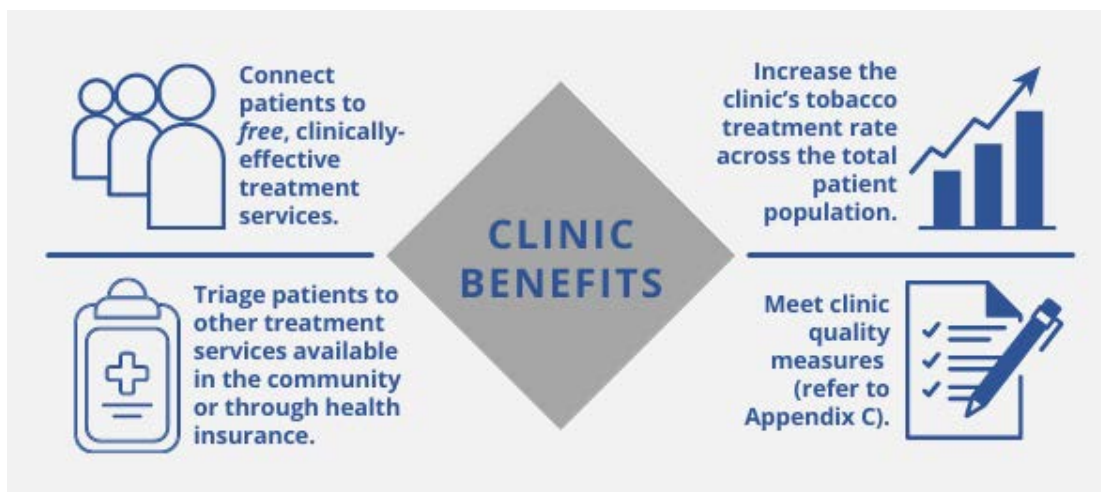 Connect
patients to
free, clinically-
effective
treatment
services.
Triage patients to
other treatment
services available
in the community
or through health
insurance.
CLINIC
BENEFITS
Increase the
clinic’s tobacco
treatment rate
across the total
patient
population.
Meet clinic
quality
measures
(refer to
Appendix C).